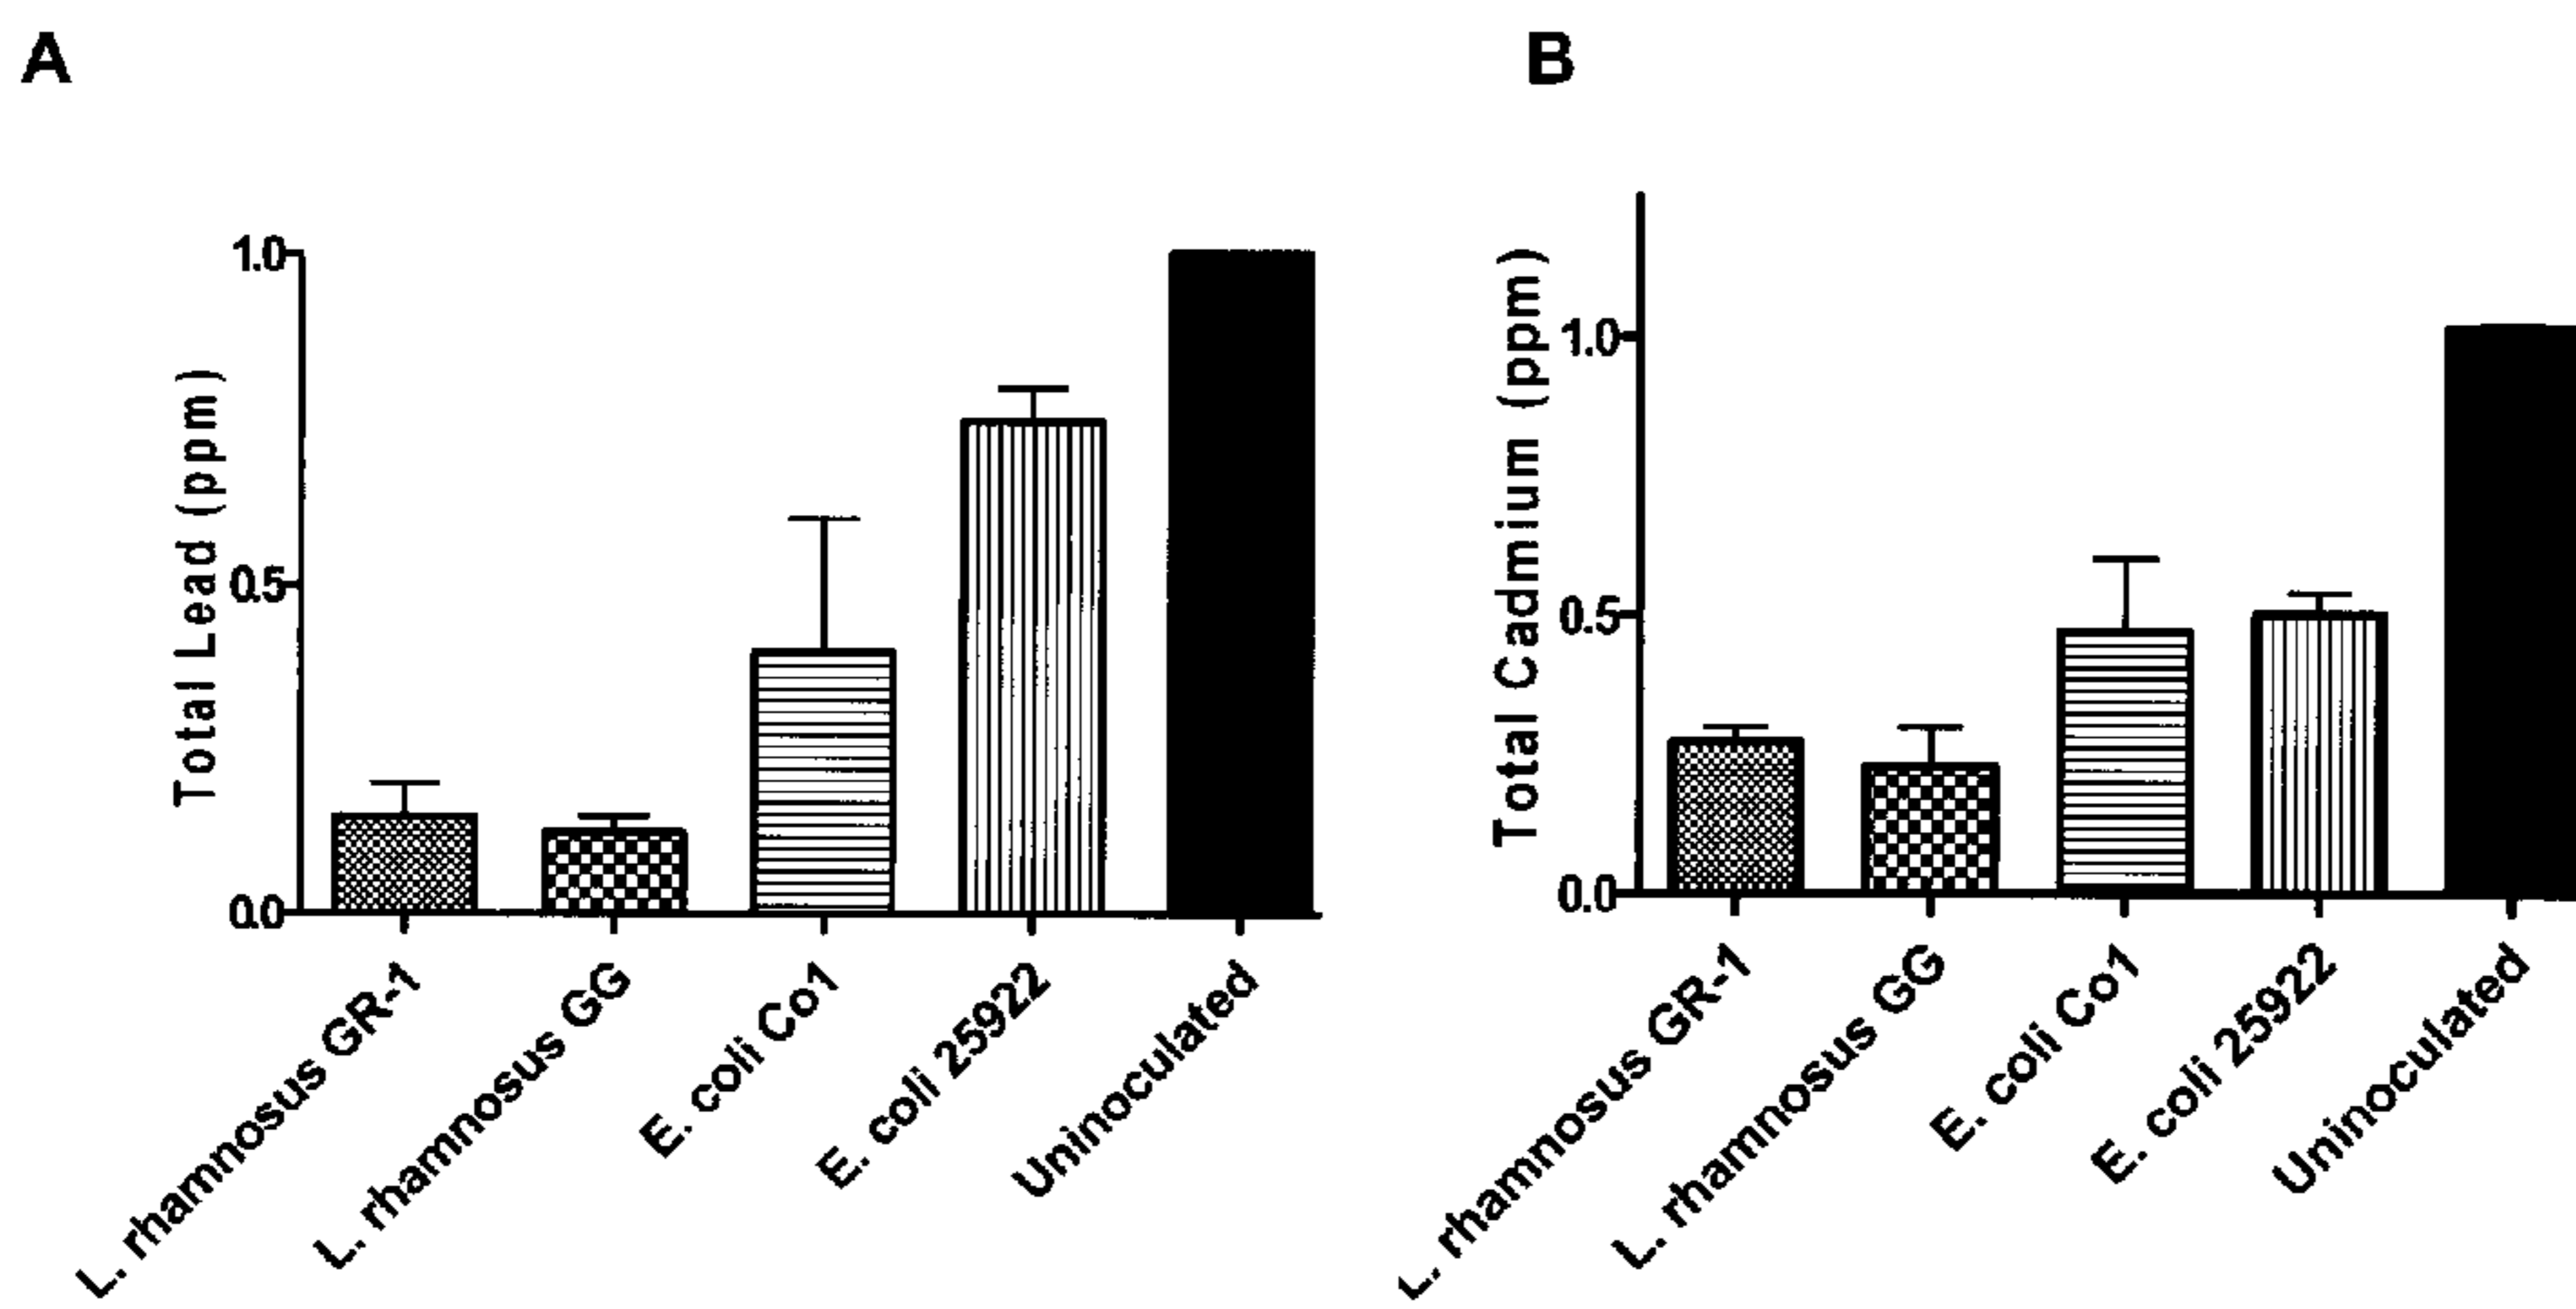 A
Total Lead (ppm)
1.0
0.5
0.0
L. rhamnosus GR-1
L. rhamnosus GG
E. coli Co1
E. coli 25922
Uninoculated
B
Total Cadmium (ppm)
1.0
0.5
0.0
L. rhamnosus GR-1
L. rhamnosus GG
E. coli Co1
E. coli 25922
Uninoculated